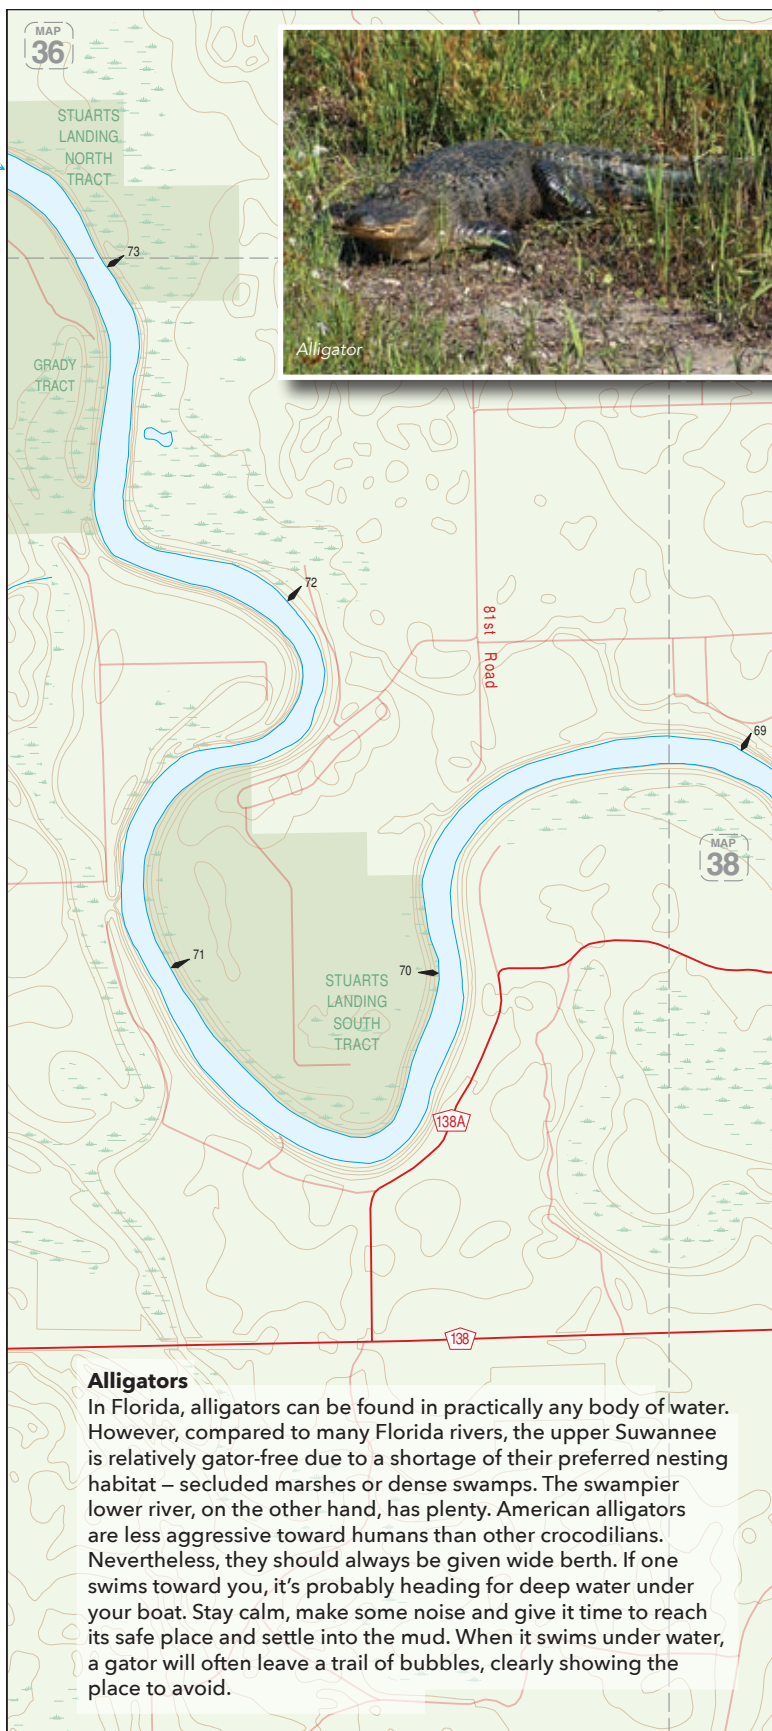 MAP
36
STUARTS
LANDING
NORTH
TRACT
73
Alligator
GRADY
TRACT
72
81st Road
69
MAP
38
71
70
STUARTS
LANDING
SOUTH
TRACT
138A
138
Alligators
In Florida, alligators can be found in practically any body of water.
However, compared to many Florida rivers, the upper Suwannee
is relatively gator-free due to a shortage of their preferred nesting
habitat – secluded marshes or dense swamps. The swampier
lower river, on the other hand, has plenty. American alligators
are less aggressive toward humans than other crocodilians.
Nevertheless, they should always be given wide berth. If one
swims toward you, it’s probably heading for deep water under
your boat. Stay calm, make some noise and give it time to reach
its safe place and settle into the mud. When it swims under water,
a gator will often leave a trail of bubbles, clearly showing the
place to avoid.